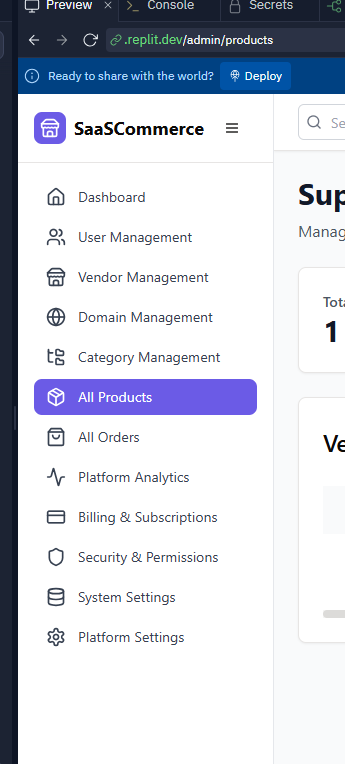 Preview
Console
Secrets
.replit.dev/admin/products
Ready to share with the world?
Deploy
SaaSCommerce
Se
Dashboard
User Management
Vendor Management
Domain Management
Category Management
All Products
All Orders
Platform Analytics
Billing & Subscriptions
Security & Permissions
System Settings
Platform Settings
Sup
Manag
Tota
1
Ve